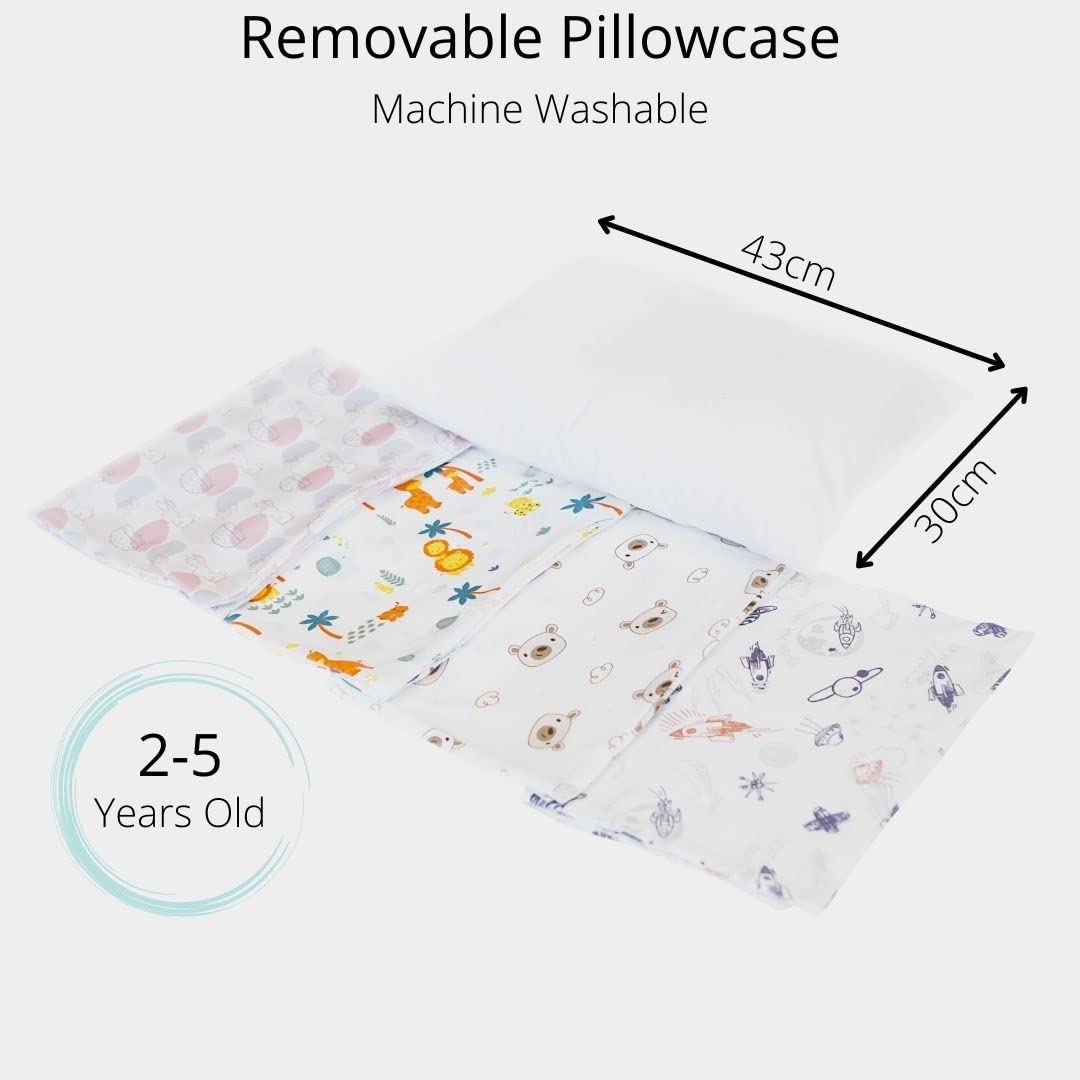 Removable Pillowcase
Machine Washable
43cm
30cm
2-5
Years Old